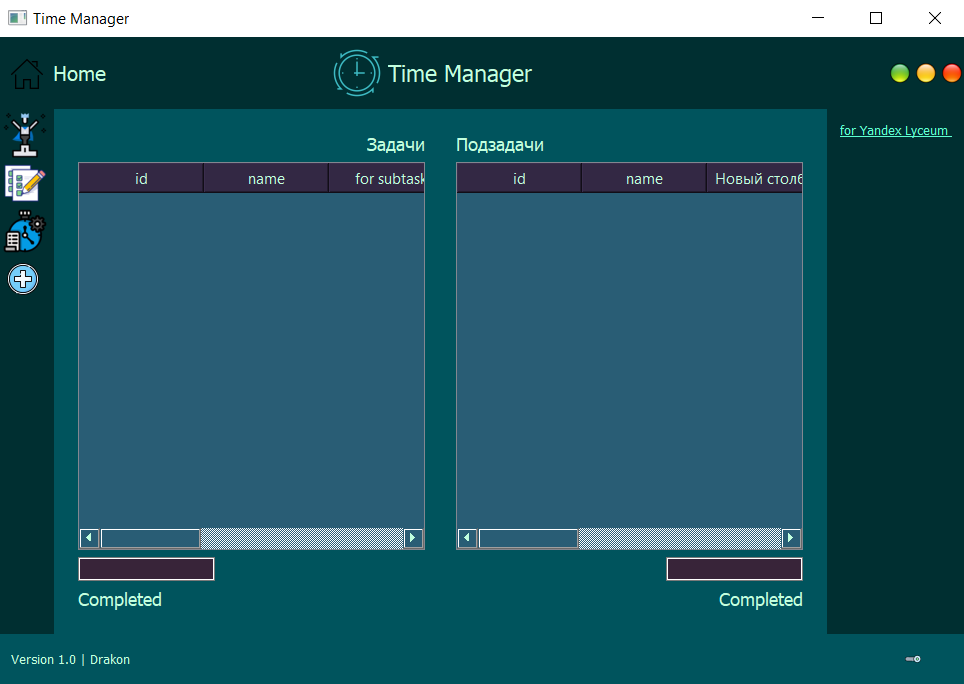 Time Manager
Home
Time Manager
for Yandex Lyceum
Задачи
Подзадачи
id name for subtask
id name Новый столб
Completed
Completed
Version 1.0 | Drakon